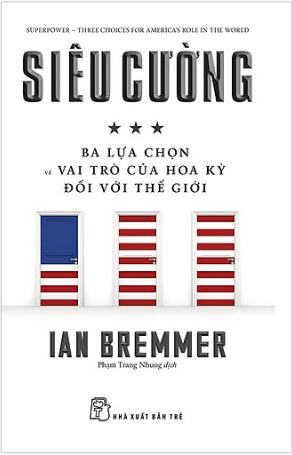 SUPERPOWER – THREE CHOICES FOR AMERICA'S ROLE IN THE WORLD
SIÊU CƯỜNG
BA LỰA CHỌN
về VAI TRÒ CỦA HOA KỲ
ĐỐI VỚI THẾ GIỚI
IAN BREMMER
Phạm Trang Nhung dịch
NHÀ XUẤT BẢN TRẺ